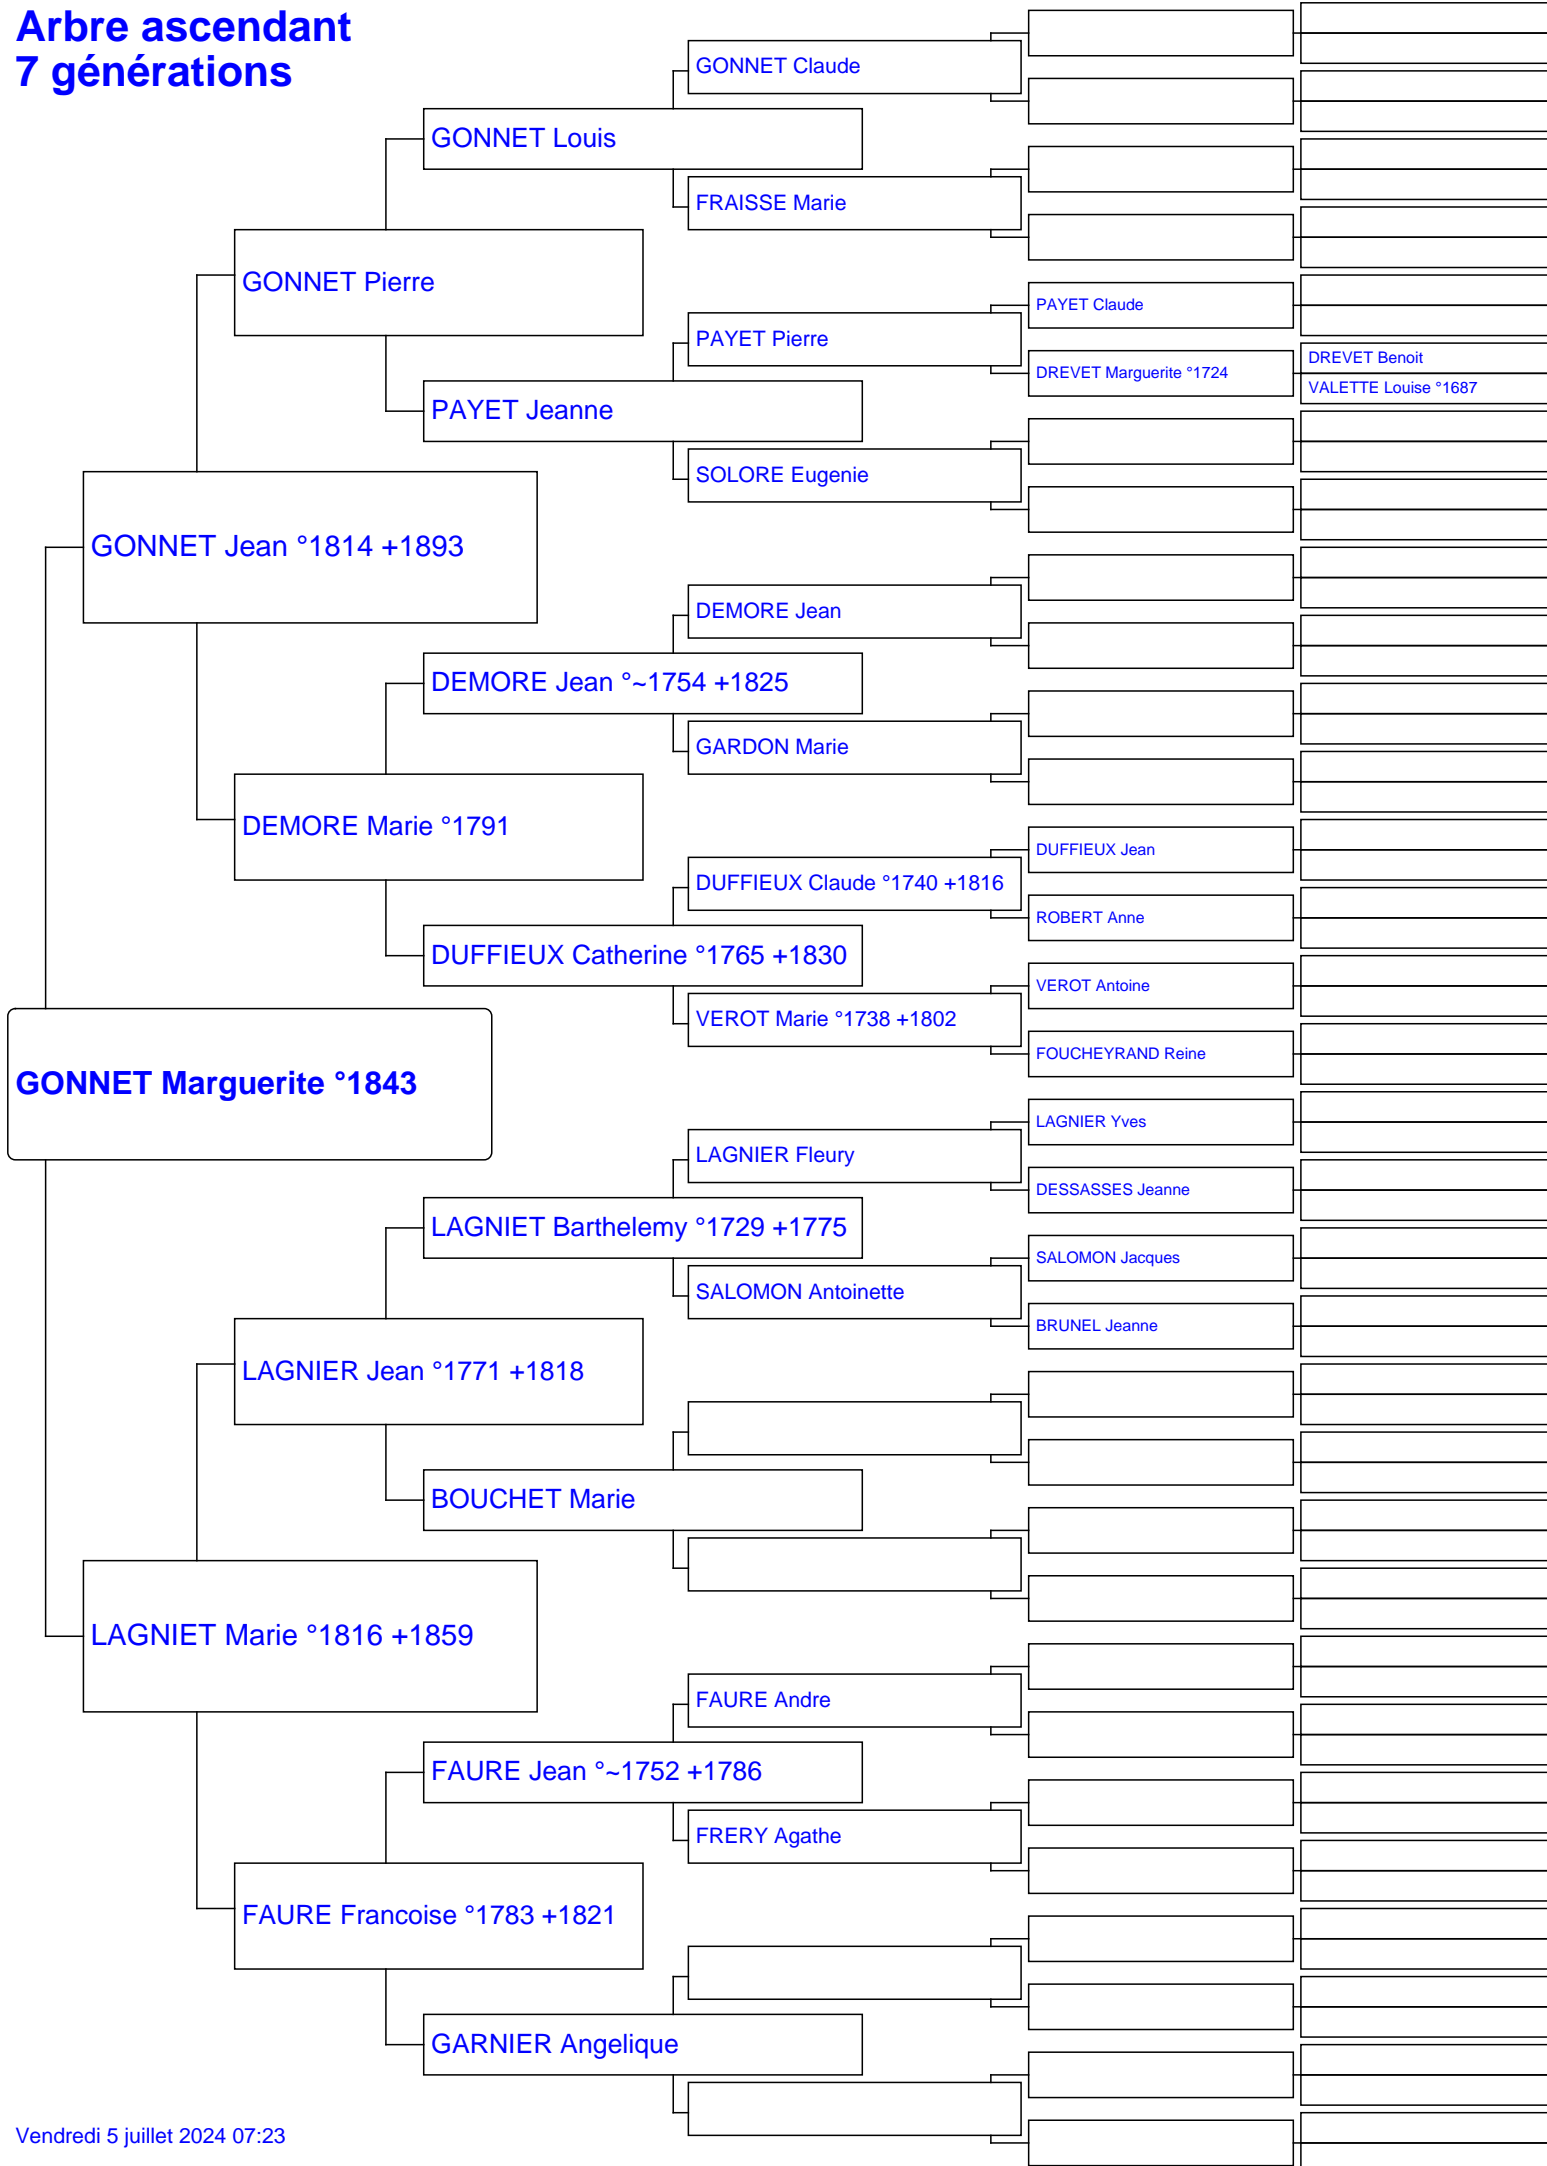 Arbre ascendant
7 générations
GONNET Claude
GONNET Louis
FRAISSE Marie
GONNET Pierre
PAYET Claude
PAYET Pierre
DREVET Benoit
DREVET Marguerite °1724
VALETTE Louise °1687
PAYET Jeanne
SOLORE Eugenie
GONNET Jean °1814 +1893
DEMORE Jean
DEMORE Jean °~1754 +1825
GARDON Marie
DEMORE Marie °1791
DUFFIEUX Jean
DUFFIEUX Claude °1740 +1816
ROBERT Anne
DUFFIEUX Catherine °1765 +1830
VEROT Antoine
VEROT Marie °1738 +1802
FOUCHEYRAND Reine
GONNET Marguerite °1843
LAGNIER Yves
LAGNIER Fleury
DESSASSES Jeanne
LAGNIET Barthelemy °1729 +1775
SALOMON Jacques
SALOMON Antoinette
BRUNEL Jeanne
LAGNIER Jean °1771 +1818
BOUCHET Marie
LAGNIET Marie °1816 +1859
FAURE Andre
FAURE Jean °~1752 +1786
FRERY Agathe
FAURE Francoise °1783 +1821
GARNIER Angelique
Vendredi 5 juillet 2024 07:23